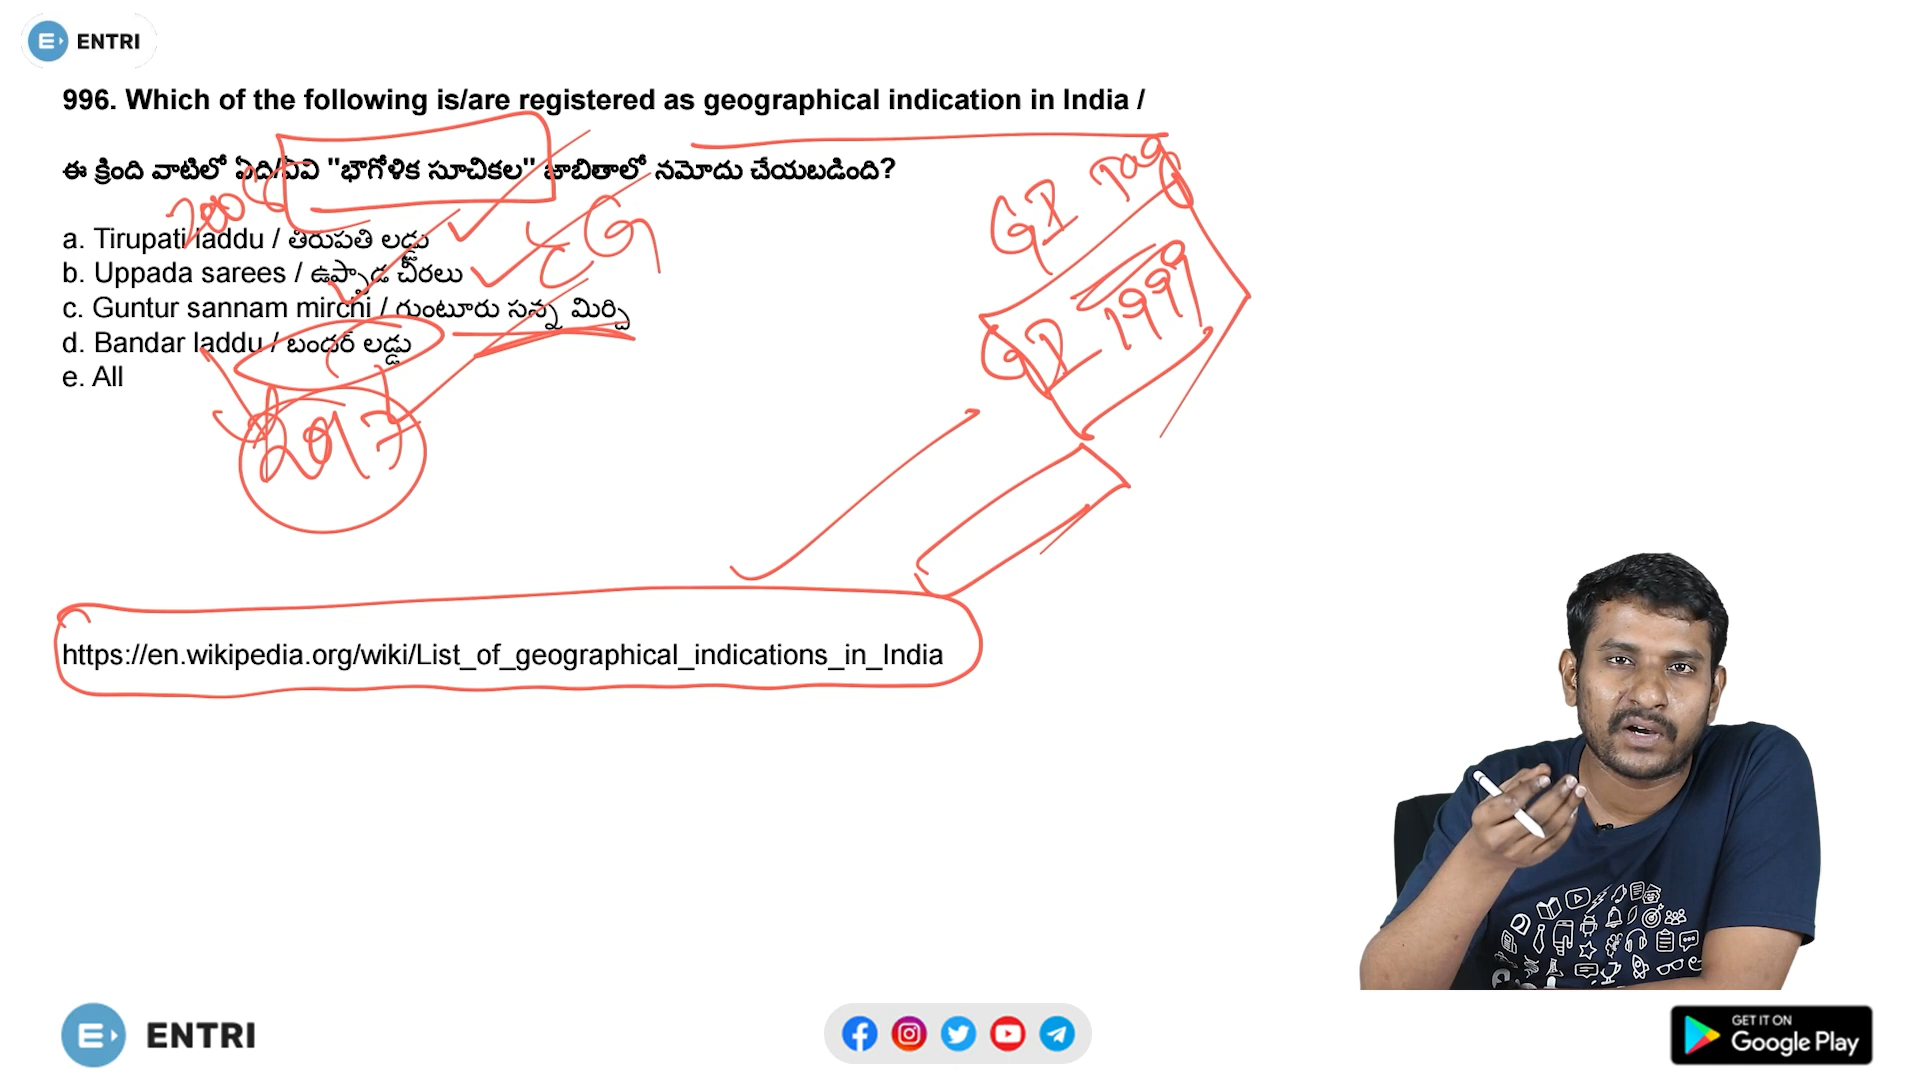 ENTRI
996. Which of the following is/are registered as geographical indication in India /
ఈ క్రింది వాటిలో ఏది/ఏవి "భౌగోళిక సూచికల" జాబితాలో నమోదు చేయబడింది?
a. Tirupati laddu / తిరుపతి లడ్డు
b. Uppada sarees / ఉప్పాడ చీరలు
c. Guntur sannam mirchi / గుంటూరు సన్న మిర్చి
d. Bandar laddu / బందర్ లడ్డు
e. All
GI Tag
GI 1999
2017
https://en.wikipedia.org/wiki/List_of_geographical_indications_in_India
ENTRI
GET IT ON
Google Play